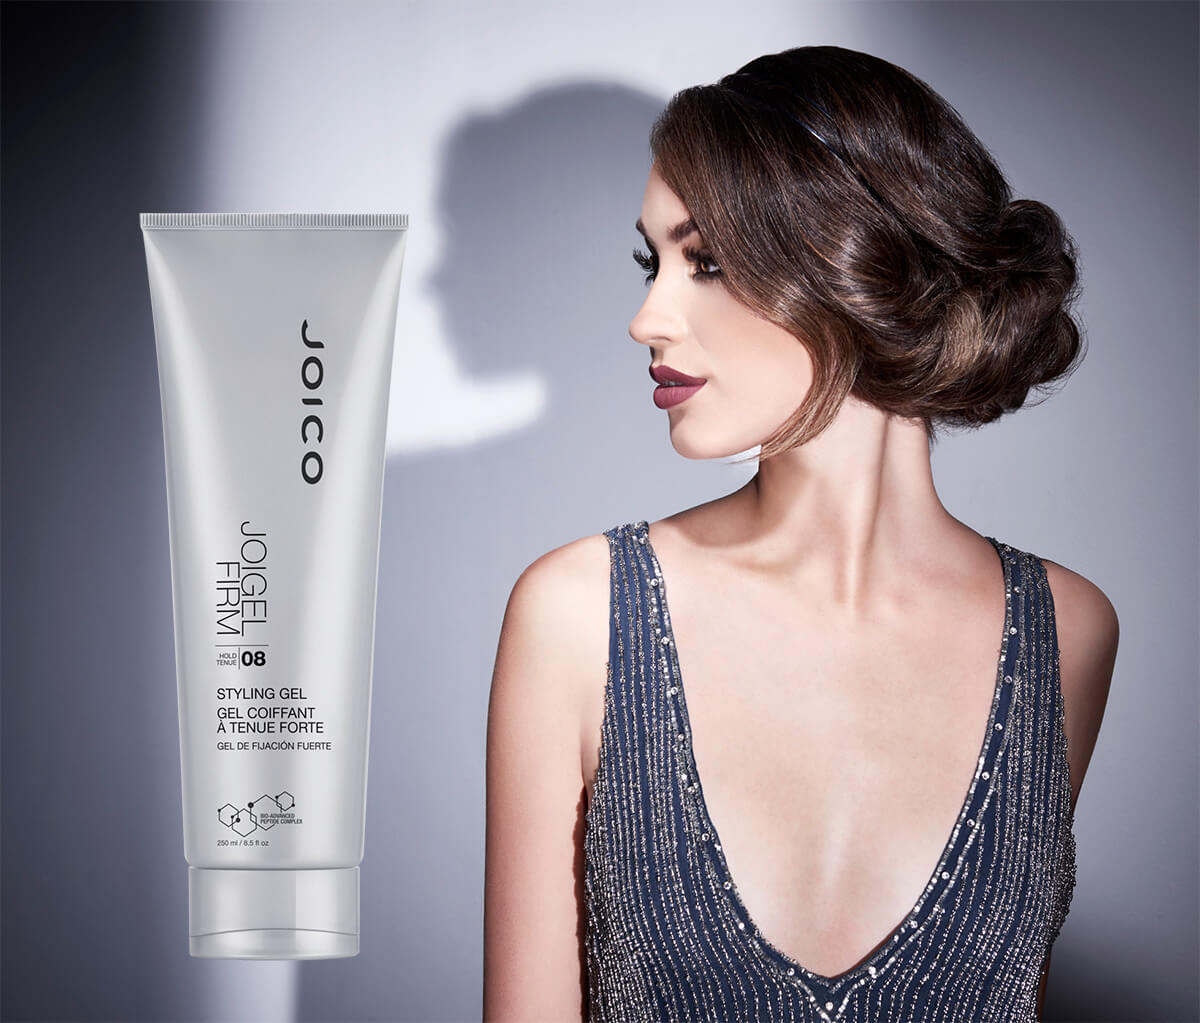 JOICO
JOIGEL
FIRM
HOLD
TENUE
08
STYLING GEL
GEL COIFFANT
À TENUE FORTE
GEL DE FIJACIÓN FUERTE
BIO-ADVANCED
PEPTIDE COMPLEX
250 ml / 8.5 fl oz